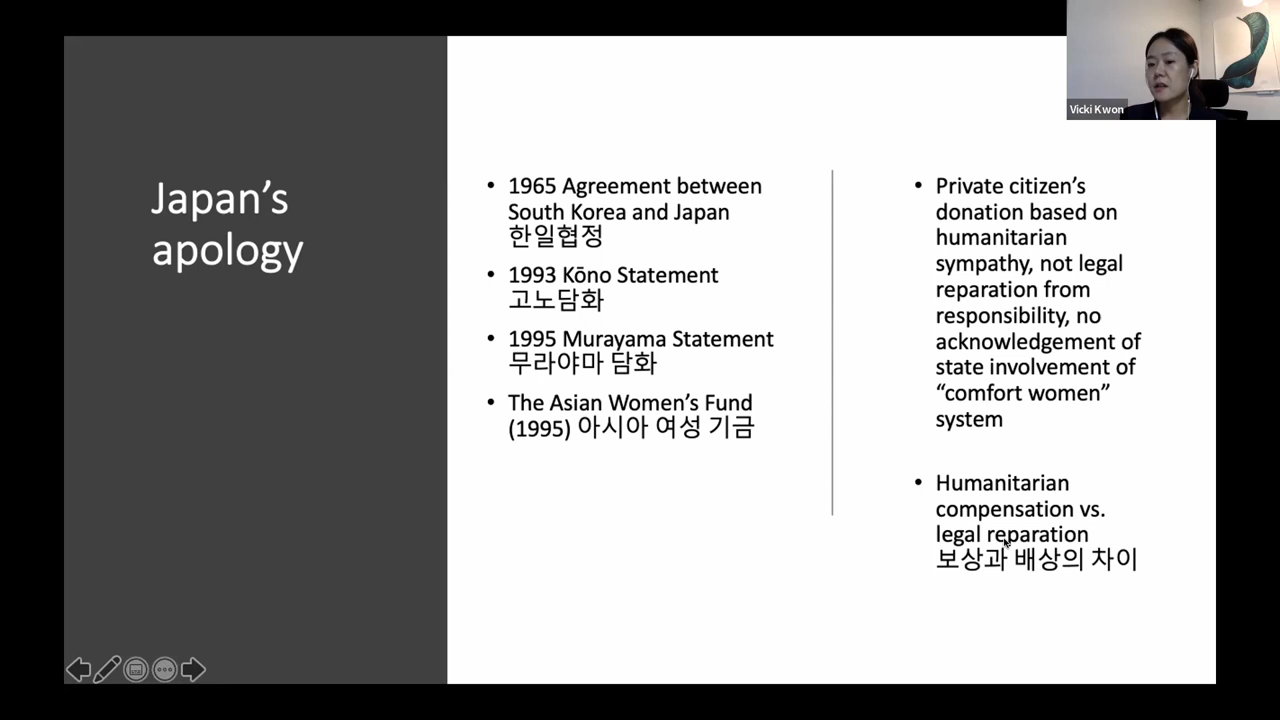 Vicki Kwon
Japan’s
apology
• 1965 Agreement between
South Korea and Japan
한일협정
• 1993 Kōno Statement
고노담화
• 1995 Murayama Statement
무라야마 담화
• The Asian Women’s Fund
(1995) 아시아 여성 기금
• Private citizen’s
donation based on
humanitarian
sympathy, not legal
reparation from
responsibility, no
acknowledgement of
state involvement of
“comfort women”
system
• Humanitarian
compensation vs.
legal reparation
보상과 배상의 차이